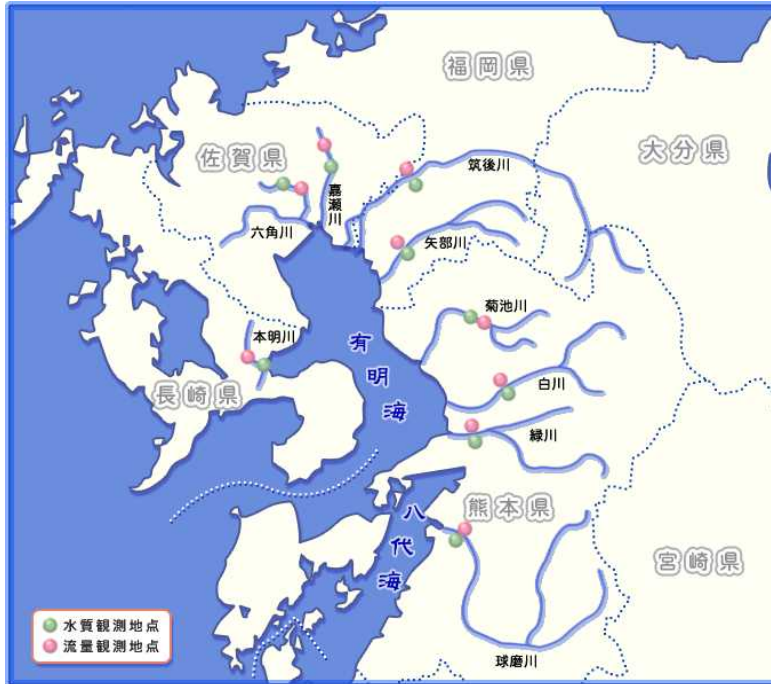 福岡県
大分県
佐賀県
筑後川
嘉瀬川
六角川
矢部川
菊池川
本明川
有明海
白川
長崎県
緑川
熊本県
八代海
宮崎県
水質観測地点
流量観測地点
球磨川